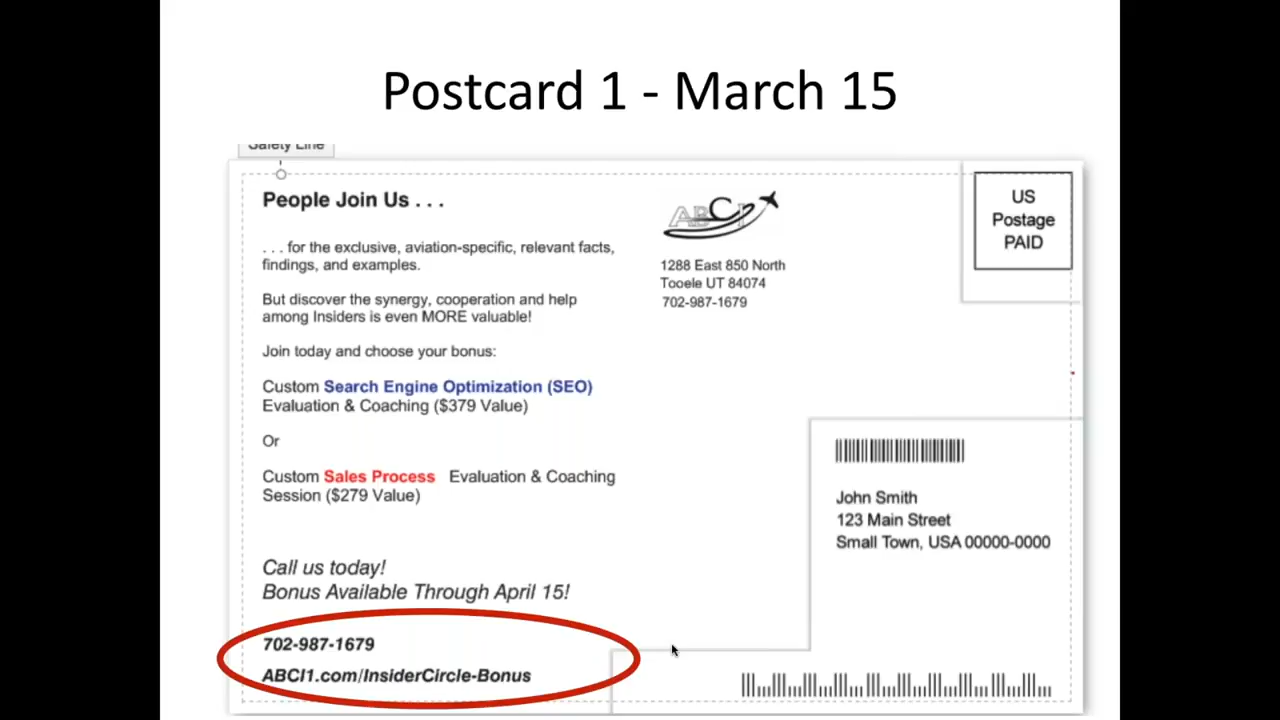 Postcard 1 - March 15
Safety Line
People Join Us . . .
. . . for the exclusive, aviation-specific, relevant facts,
findings, and examples.
But discover the synergy, cooperation and help
among Insiders is even MORE valuable!
Join today and choose your bonus:
Custom Search Engine Optimization (SEO)
Evaluation & Coaching ($379 Value)
Or
Custom Sales Process Evaluation & Coaching
Session ($279 Value)
Call us today!
Bonus Available Through April 15!
702-987-1679
ABCI1.com/InsiderCircle-Bonus
ABCI
1288 East 850 North
Tooele UT 84074
702-987-1679
US
Postage
PAID
John Smith
123 Main Street
Small Town, USA 00000-0000